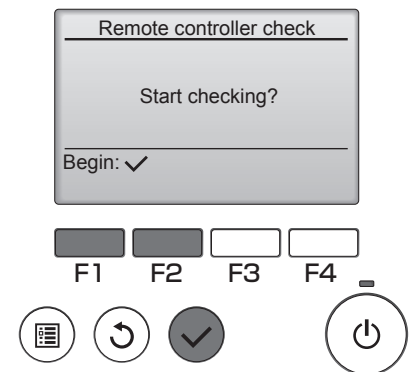 Remote controller check
Start checking?
Begin: ✓
F1 F2 F3 F4